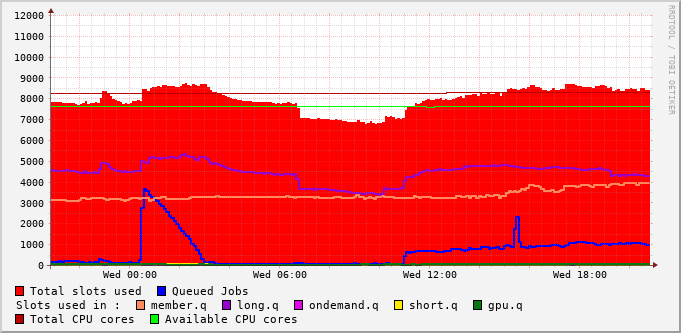 RRDTOOL / TOBI OETIKER
12000
11000
10000
9000
8000
7000
6000
5000
4000
3000
2000
1000
0
Wed 00:00 Wed 06:00 Wed 12:00 Wed 18:00
Total slots used Queued Jobs
Slots used in : member.q long.q ondemand.q short.q gpu.q
Total CPU cores Available CPU cores